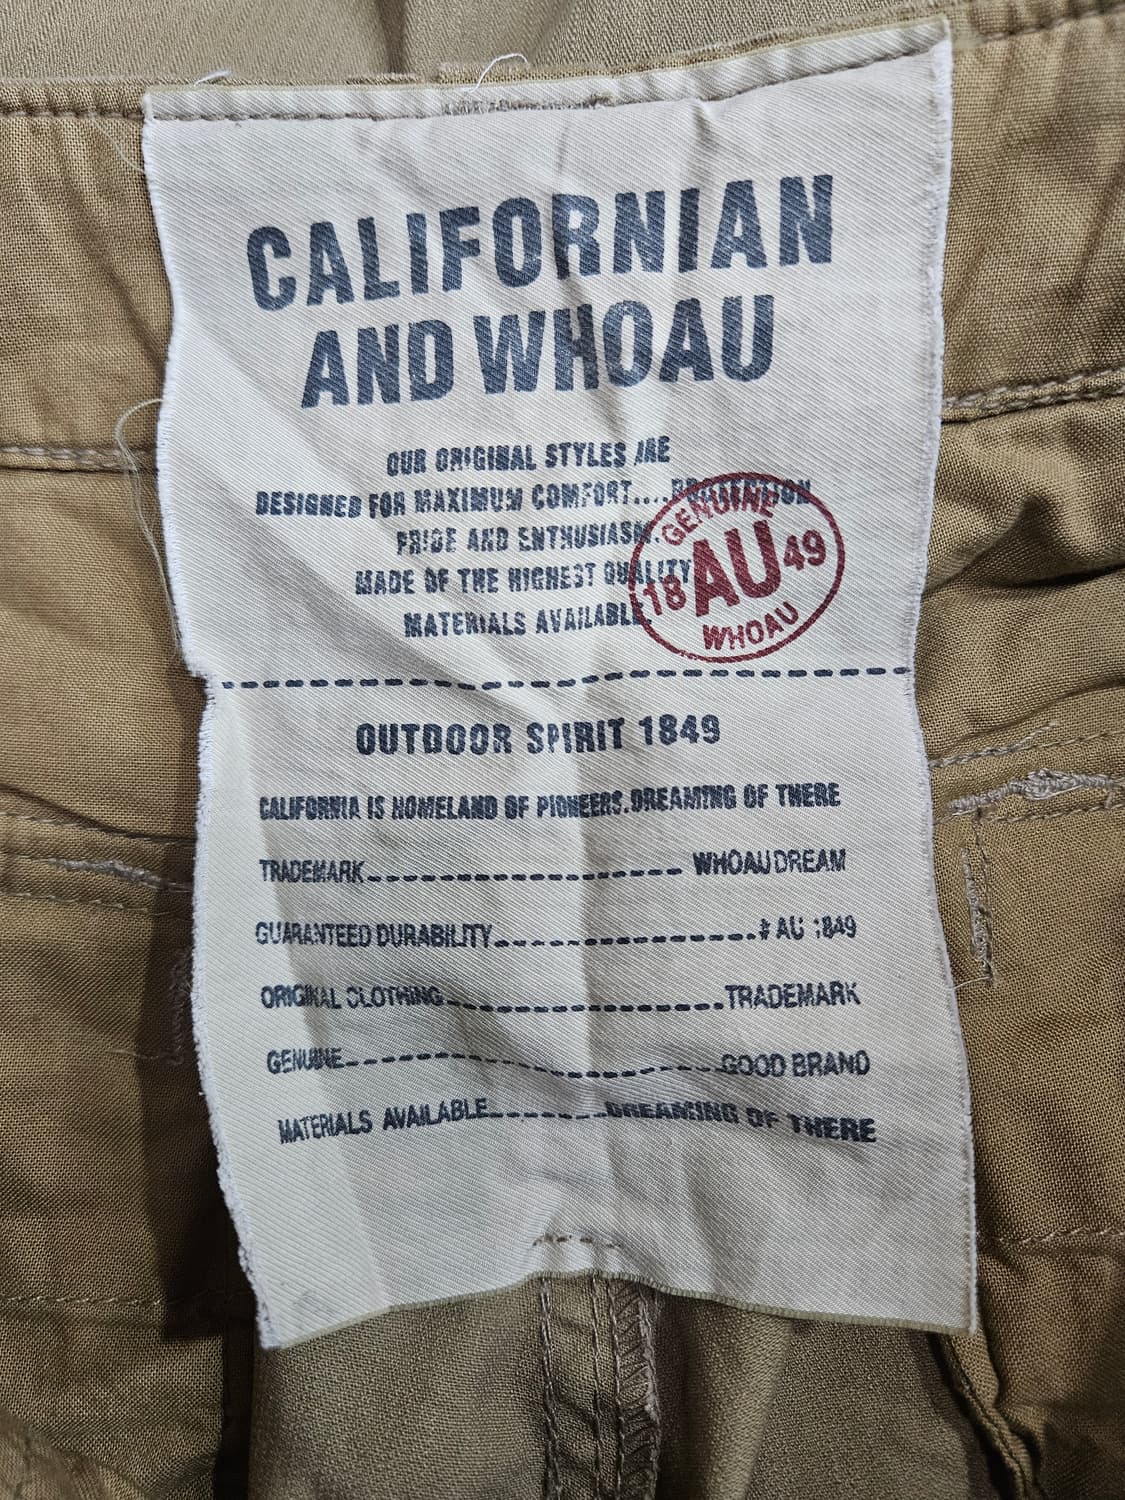 CALIFORNIAN
AND WHOAU
OUR ORIGINAL STYLES ARE
DESIGNED FOR MAXIMUM COMFORT....PROTECTION
PRIDE AND ENTHUSIASM.
MADE OF THE HIGHEST QUALITY
MATERIALS AVAILABLE.
GENUINE
18 AU 49
WHOAU
OUTDOOR SPIRIT 1849
CALIFORNIA IS HOMELAND OF PIONEERS.DREAMING OF THERE
TRADEMARK WHOAU DREAM
GUARANTEED DURABILITY # AU 1849
ORIGINAL CLOTHING TRADEMARK
GENUINE GOOD BRAND
MATERIALS AVAILABLE DREAMING OF THERE